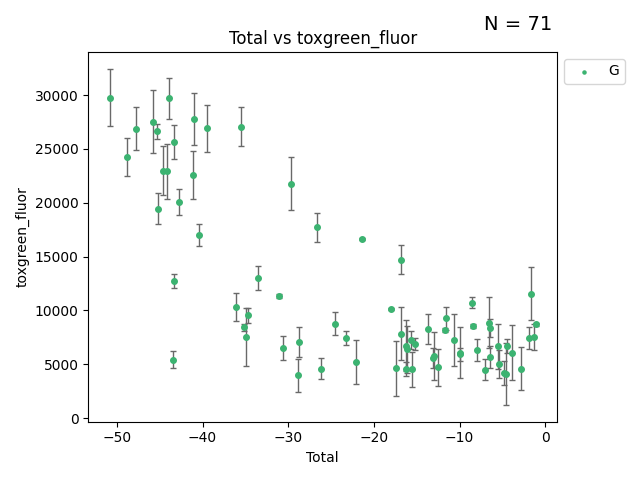 N = 71
Total vs toxgreen_fluor
G
30000
25000
20000
15000
10000
5000
0
toxgreen_fluor
−50 −40 −30 −20 −10 0
Total